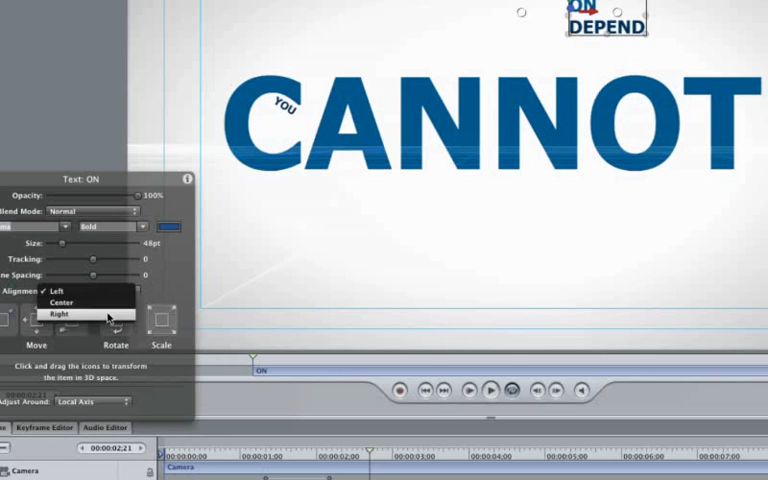 ON
DEPEND
CANNOT
YOU
Text: ON
Opacity: 100%
Blend Mode: Normal
Bold
Size: 48pt
Tracking: 0
ne Spacing: 0
Alignmen ✓ Left
Center
Right
Move Rotate Scale
Click and drag the icons to transform
the item in 3D space.
Adjust Around: Local Axis
ON
Keyframe Editor Audio Editor
00:00:02;21
00:00:00;00 00:00:01;00 00:00:02;00 00:00:03;00 00:00:04;00 00:00:05;00 00:00:06;00 00:00:07;00
Camera Camera